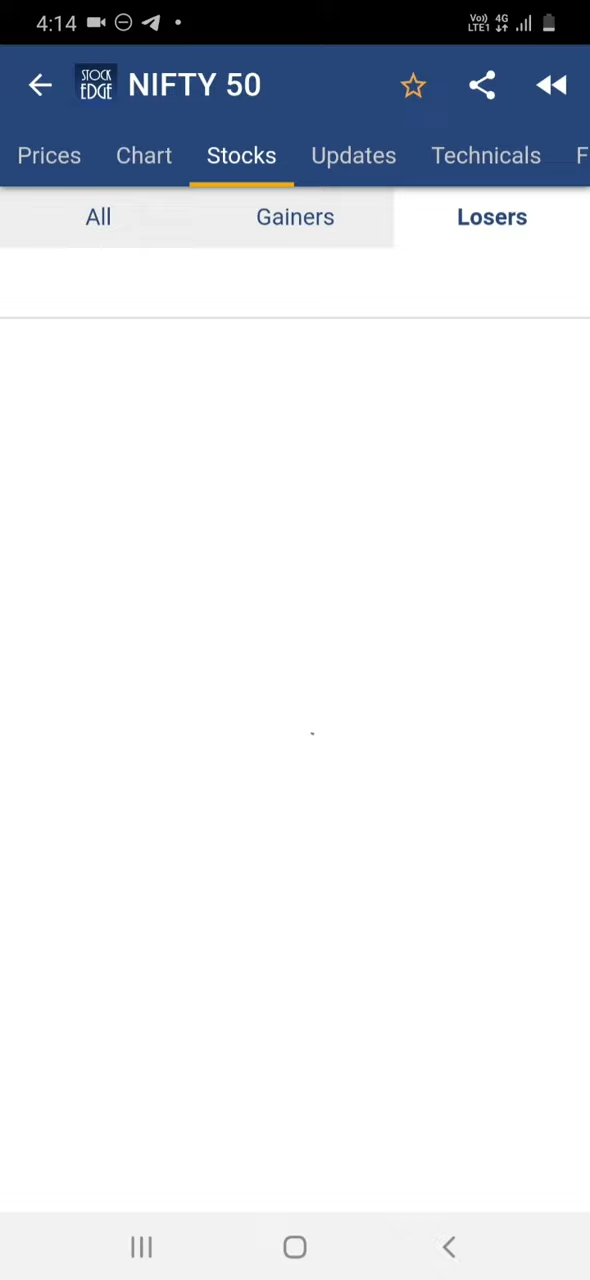 4:14 Vo)) 4G
LTE1
STOCK
EDGE NIFTY 50
Prices Chart Stocks Updates Technicals F
All Gainers Losers